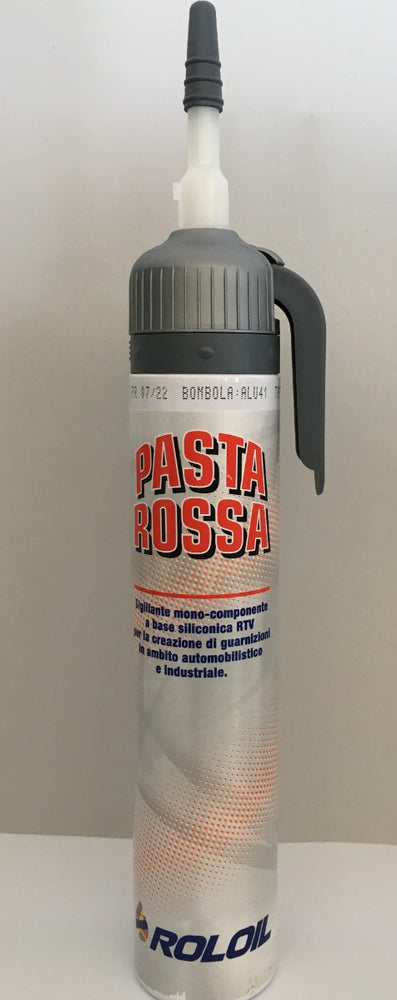 07/22 BOMBOLA:ALU41
PASTA
ROSSA
Sigillante mono-componente
a base siliconica RTV
per la creazione di guarnizioni
in ambito automobilistico
e industriale.
ROLOIL